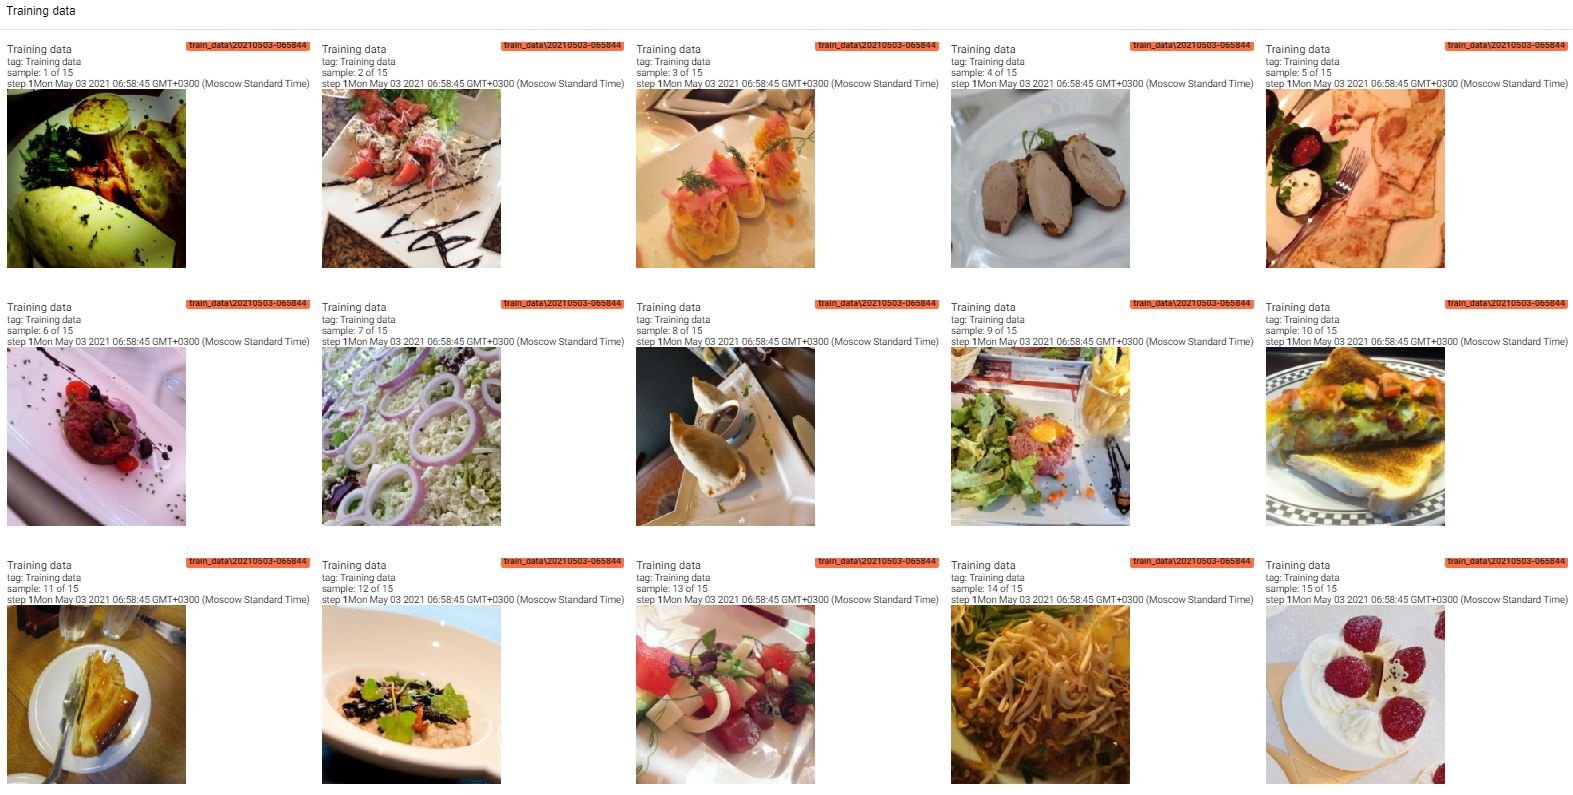 Training data
Training data train_data\20210503-065844
tag: Training data
sample: 1 of 15
step 1Mon May 03 2021 06:58:45 GMT+0300 (Moscow Standard Time)
Training data train_data\20210503-065844
tag: Training data
sample: 2 of 15
step 1Mon May 03 2021 06:58:45 GMT+0300 (Moscow Standard Time)
Training data train_data\20210503-065844
tag: Training data
sample: 3 of 15
step 1Mon May 03 2021 06:58:45 GMT+0300 (Moscow Standard Time)
Training data train_data\20210503-065844
tag: Training data
sample: 4 of 15
step 1Mon May 03 2021 06:58:45 GMT+0300 (Moscow Standard Time)
Training data train_data\20210503-065844
tag: Training data
sample: 5 of 15
step 1Mon May 03 2021 06:58:45 GMT+0300 (Moscow Standard Time)
Training data train_data\20210503-065844
tag: Training data
sample: 6 of 15
step 1Mon May 03 2021 06:58:45 GMT+0300 (Moscow Standard Time)
Training data train_data\20210503-065844
tag: Training data
sample: 7 of 15
step 1Mon May 03 2021 06:58:45 GMT+0300 (Moscow Standard Time)
Training data train_data\20210503-065844
tag: Training data
sample: 8 of 15
step 1Mon May 03 2021 06:58:45 GMT+0300 (Moscow Standard Time)
Training data train_data\20210503-065844
tag: Training data
sample: 9 of 15
step 1Mon May 03 2021 06:58:45 GMT+0300 (Moscow Standard Time)
Training data train_data\20210503-065844
tag: Training data
sample: 10 of 15
step 1Mon May 03 2021 06:58:45 GMT+0300 (Moscow Standard Time)
Training data train_data\20210503-065844
tag: Training data
sample: 11 of 15
step 1Mon May 03 2021 06:58:45 GMT+0300 (Moscow Standard Time)
Training data train_data\20210503-065844
tag: Training data
sample: 12 of 15
step 1Mon May 03 2021 06:58:45 GMT+0300 (Moscow Standard Time)
Training data train_data\20210503-065844
tag: Training data
sample: 13 of 15
step 1Mon May 03 2021 06:58:45 GMT+0300 (Moscow Standard Time)
Training data train_data\20210503-065844
tag: Training data
sample: 14 of 15
step 1Mon May 03 2021 06:58:45 GMT+0300 (Moscow Standard Time)
Training data train_data\20210503-065844
tag: Training data
sample: 15 of 15
step 1Mon May 03 2021 06:58:45 GMT+0300 (Moscow Standard Time)